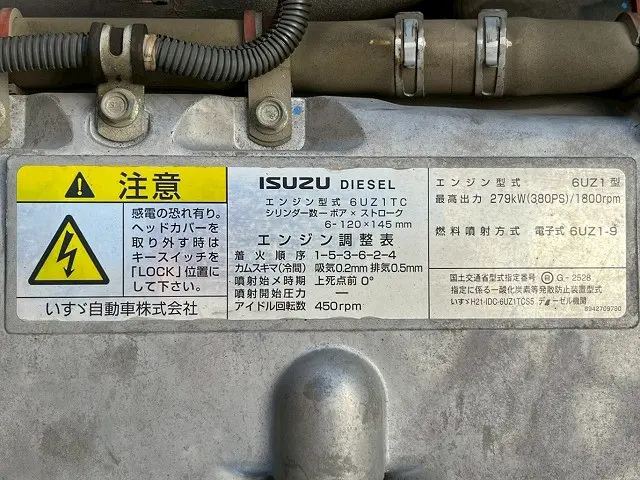 注意
感電の恐れ有り。
ヘッドカバーを
取り外す時は
キースイッチを
「LOCK」位置に
して下さい。
いすゞ自動車株式会社
ISUZU DIESEL
エンジン型式 6UZ1TC
シリンダー数－ボア×ストローク
6-120×145mm
エンジン調整表
着火順序 1-5-3-6-2-4
カムスキマ(冷間) 吸気0.2mm 排気0.5mm
噴射始メ時期 上死点前0°
噴射開始圧力 —
アイドル回転数 450rpm
エンジン型式 6UZ1型
最高出力 279kW(380PS)/1800rpm
燃料噴射方式 電子式 6UZ1-9
国土交通省型式指定番号 G-2528
指定に係る一酸化炭素等発散防止装置型式
いすゞH21-IDC-6UZ1TCS5 ディーゼル機関
8942709790